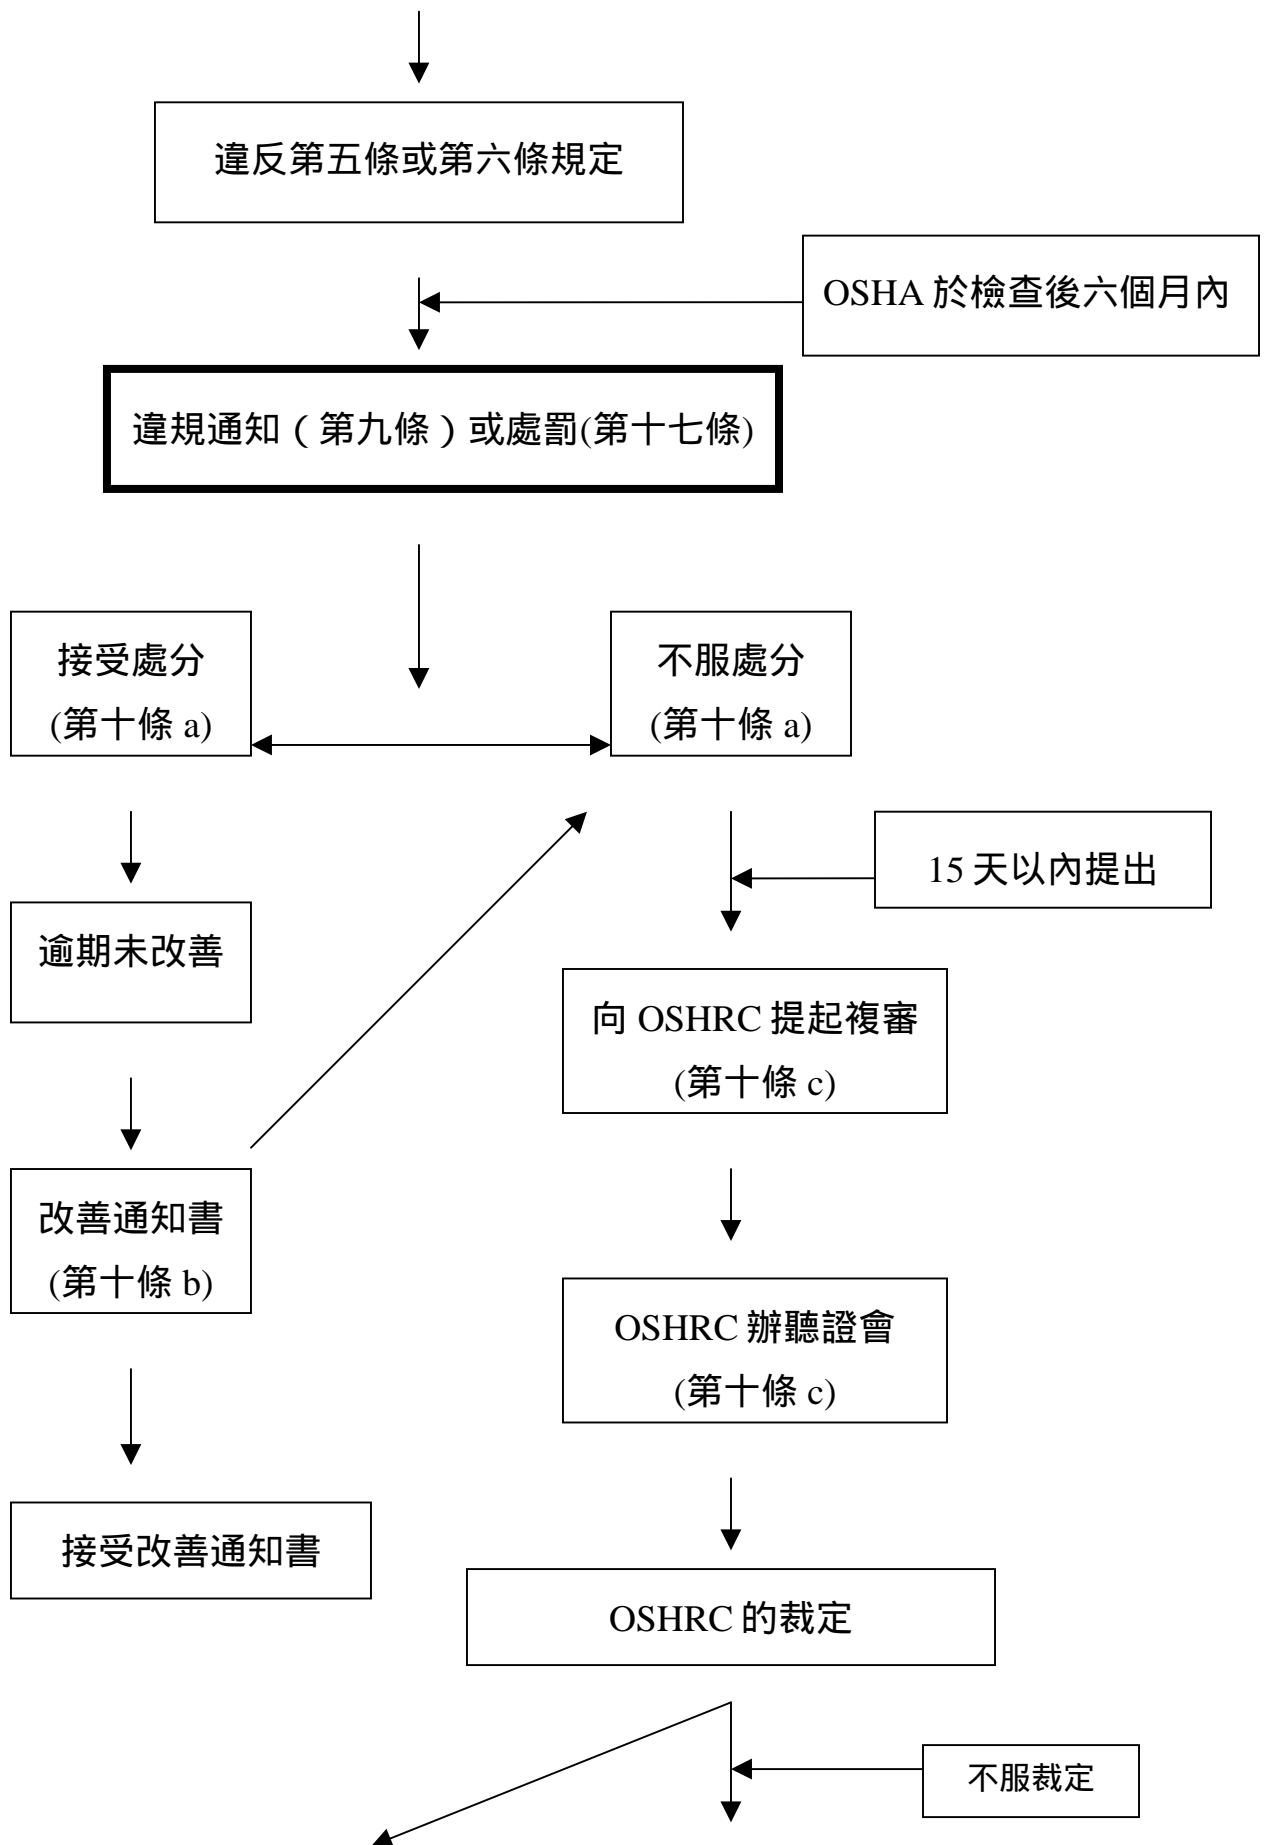 違反第五條或第六條規定
OSHA 於檢查後六個月內
違規通知（第九條）或處罰(第十七條)
接受處分
(第十條 a)
不服處分
(第十條 a)
15 天以內提出
逾期未改善
向 OSHRC 提起複審
(第十條 c)
改善通知書
(第十條 b)
OSHRC 辦聽證會
(第十條 c)
接受改善通知書
OSHRC 的裁定
不服裁定